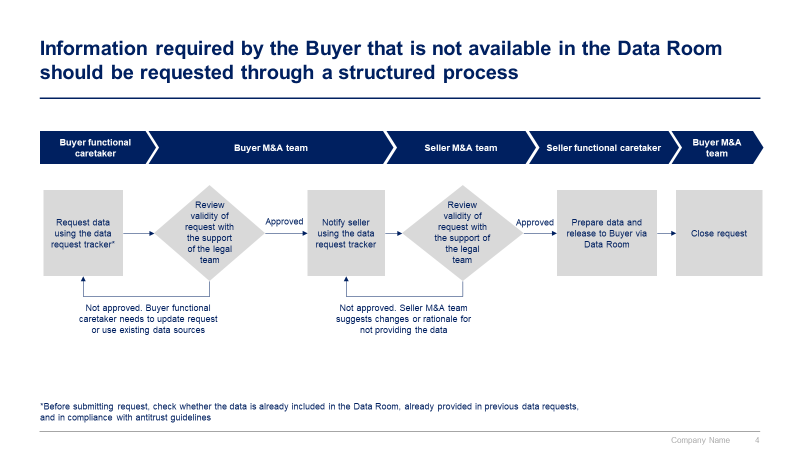 Information required by the Buyer that is not available in the Data Room
should be requested through a structured process
Buyer functional
caretaker
Buyer M&A team
Seller M&A team
Seller functional caretaker
Buyer M&A
team
Request data
using the data
request tracker*
Review
validity of
request with
the support
of the legal
team
Approved
Notify seller
using the data
request tracker
Review
validity of
request with
the support
of the legal
team
Approved
Prepare data and
release to Buyer via
Data Room
Close request
Not approved. Buyer functional
caretaker needs to update request
or use existing data sources
Not approved. Seller M&A team
suggests changes or rationale for
not providing the data
*Before submitting request, check whether the data is already included in the Data Room, already provided in previous data requests,
and in compliance with antitrust guidelines
Company Name
4